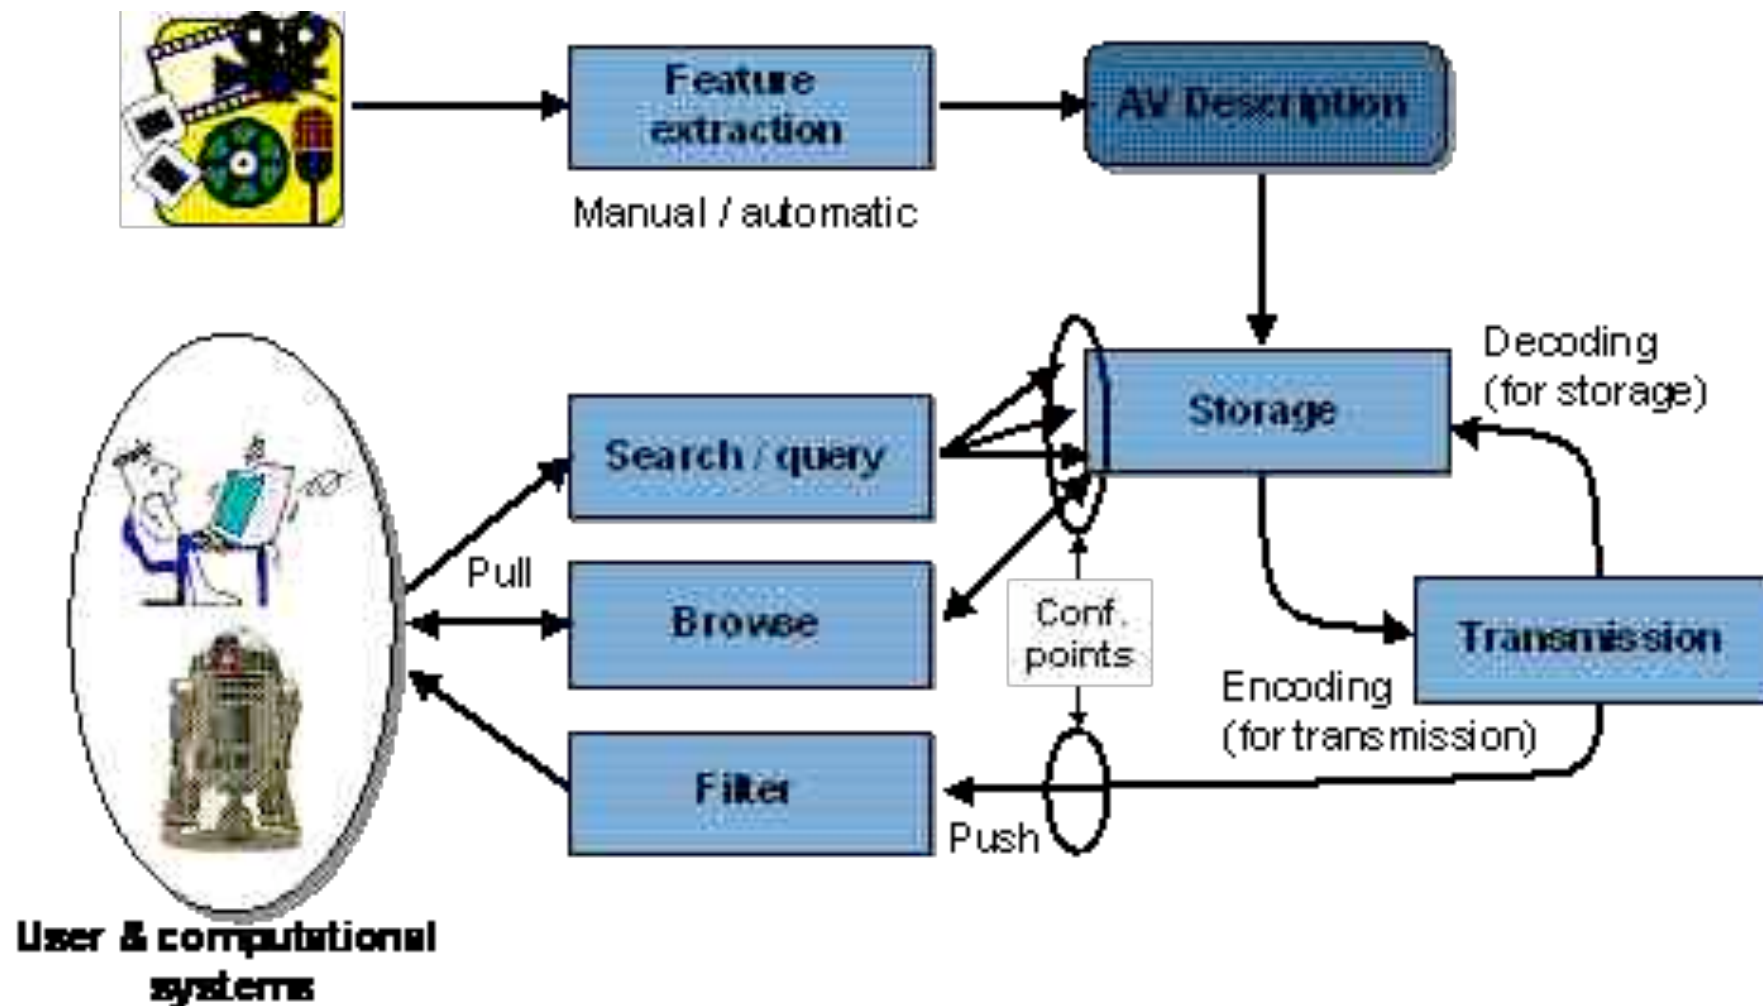 Feature
extraction
AV Description
Manual / automatic
Decoding
(for storage)
Storage
Search / query
Pull
Browse
Conf.
points
Transmission
Encoding
(for transmission)
Filter
Push
User & computational
systems